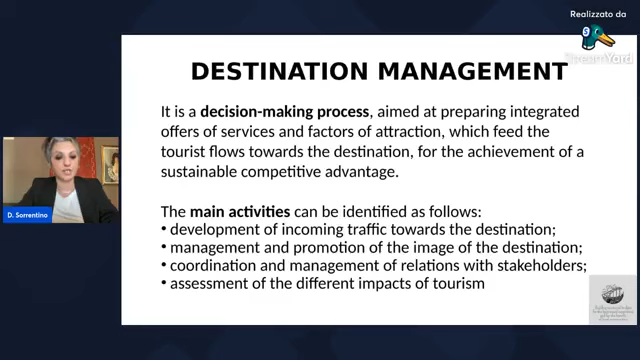 Realizzato da
StreamYard
DESTINATION MANAGEMENT
It is a decision-making process, aimed at preparing integrated
offers of services and factors of attraction, which feed the
tourist flows towards the destination, for the achievement of a
sustainable competitive advantage.
D. Sorrentino
The main activities can be identified as follows:
• development of incoming traffic towards the destination;
• management and promotion of the image of the destination;
• coordination and management of relations with stakeholders;
• assessment of the different impacts of tourism